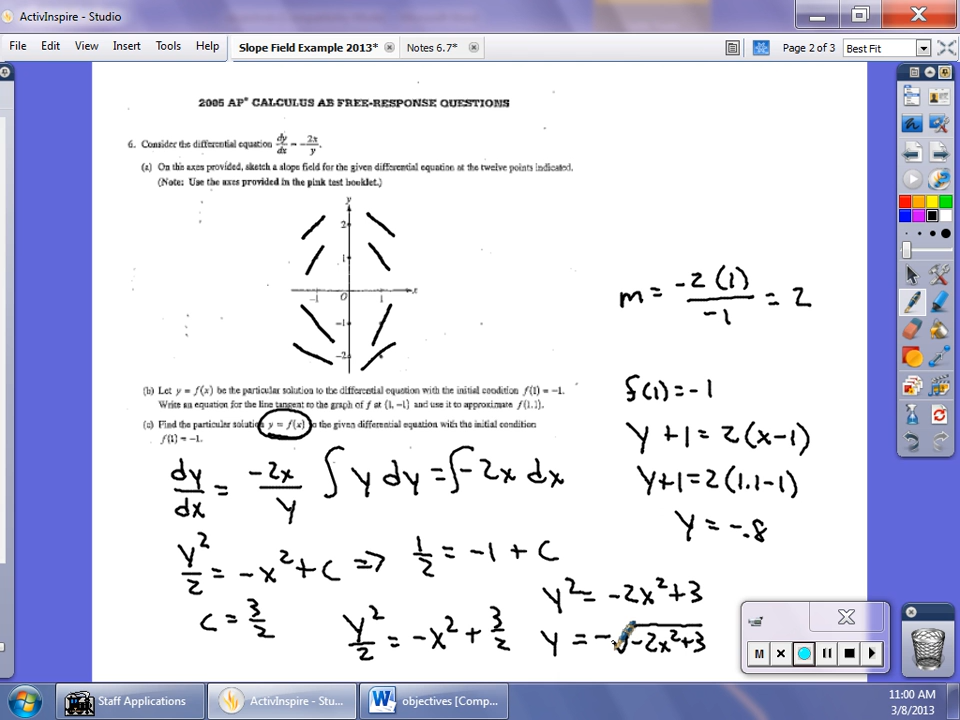 ActivInspire - Studio
File Edit View Insert Tools Help
Slope Field Example 2013* Notes 6.7*
Page 2 of 3 Best Fit
2005 AP® CALCULUS AB FREE-RESPONSE QUESTIONS
6. Consider the differential equation dy/dx = -2x/y.
(a) On the axes provided, sketch a slope field for the given differential equation at the twelve points indicated.
(Note: Use the axes provided in the pink test booklet.)
y
2
1
-1 O 1 x
-1
-2
(b) Let y = f(x) be the particular solution to the differential equation with the initial condition f(1) = -1.
Write an equation for the line tangent to the graph of f at (1, -1) and use it to approximate f(1.1).
(c) Find the particular solution y = f(x) to the given differential equation with the initial condition
f(1) = -1.
dy/dx = -2x/y ∫ y dy = ∫ -2x dx
y²/2 = -x² + C => 1/2 = -1 + C
C = 3/2
y²/2 = -x² + 3/2
y² = -2x² + 3
y = -√-2x²+3
m = -2(1)/-1 = 2
f(1) = -1
y + 1 = 2(x-1)
y+1 = 2(1.1-1)
y = -.8
M
Staff Applications ActivInspire - Stu... objectives [Comp... 11:00 AM
3/8/2013